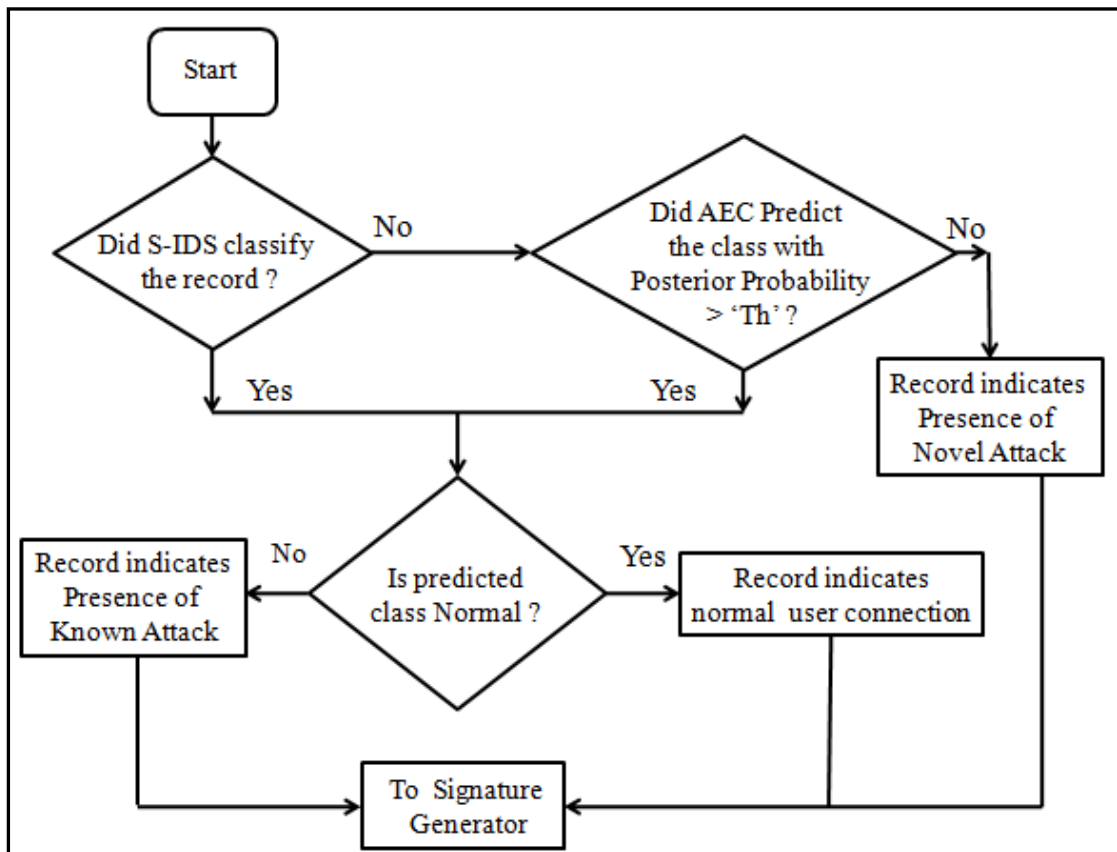 Start
Did S-IDS classify
the record ?
No
Did AEC Predict
the class with
Posterior Probability
> ‘Th’ ?
No
Yes
Yes
Record indicates
Presence of
Novel Attack
Record indicates
Presence of
Known Attack
No
Is predicted
class Normal ?
Yes
Record indicates
normal user connection
To Signature
Generator